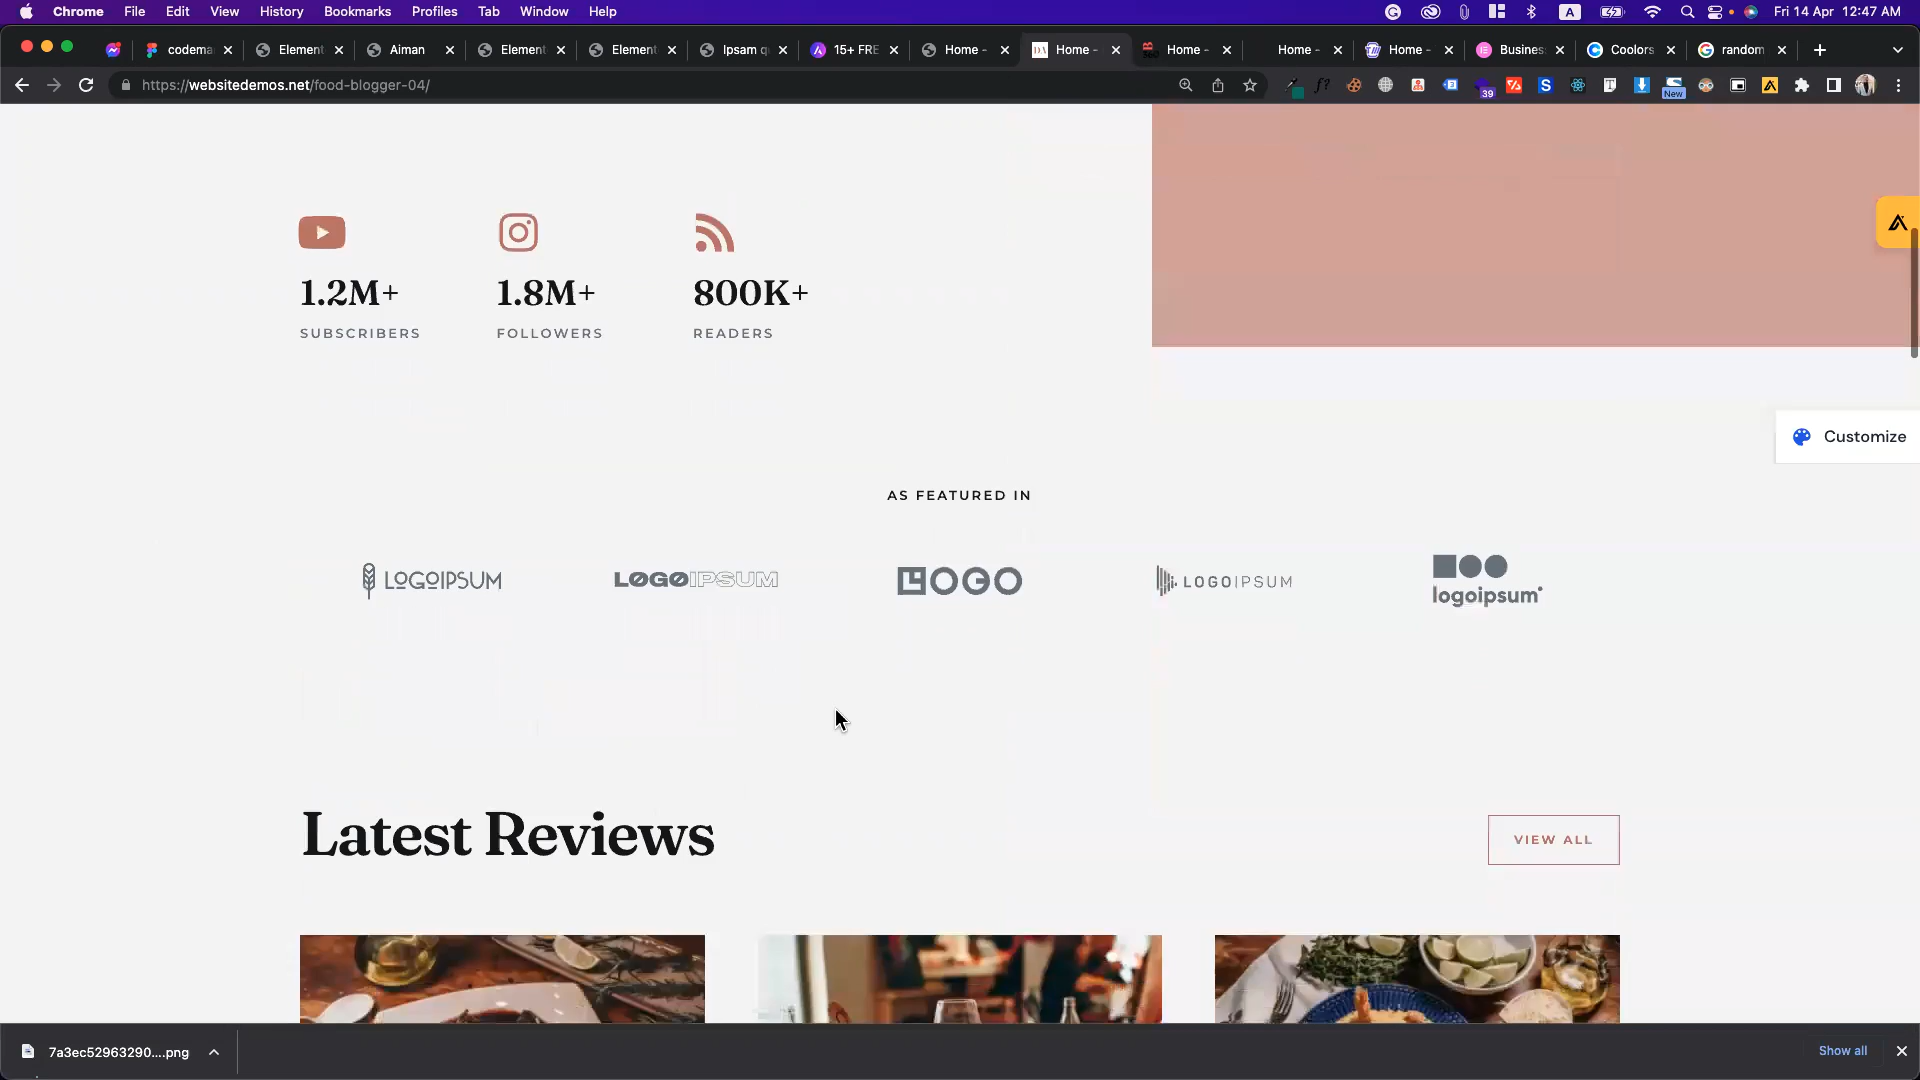 Chrome File Edit View History Bookmarks Profiles Tab Window Help A Fri 14 Apr 12:47 AM
codema Element Aiman Element Element Ipsam q 15+ FRE Home - Home - Home - Home - Home - Busines Coolors random
https://websitedemos.net/food-blogger-04/
39 New
1.2M+ 1.8M+ 800K+
SUBSCRIBERS FOLLOWERS READERS
Customize
AS FEATURED IN
LOGOIPSUM LOGOIPSUM LOGO LOGOIPSUM logoipsum
Latest Reviews
VIEW ALL
7a3ec52963290....png
Show all